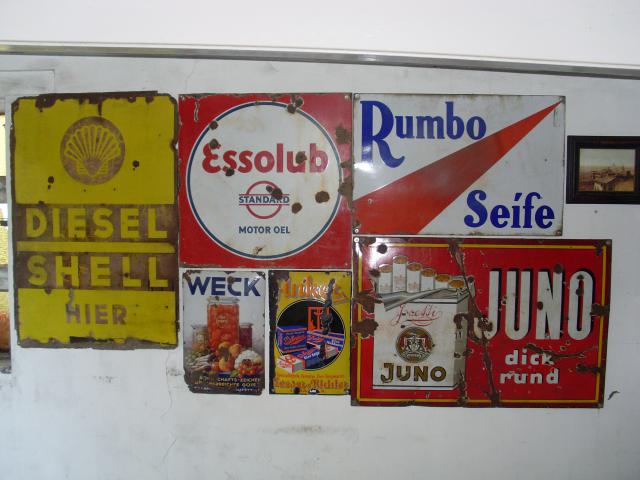 DIESEL
SHELL
HIER
Essolub
STANDARD
MOTOR OEL
Rumbo
Seife
WECK
JUNO
JUNO
dick
rund